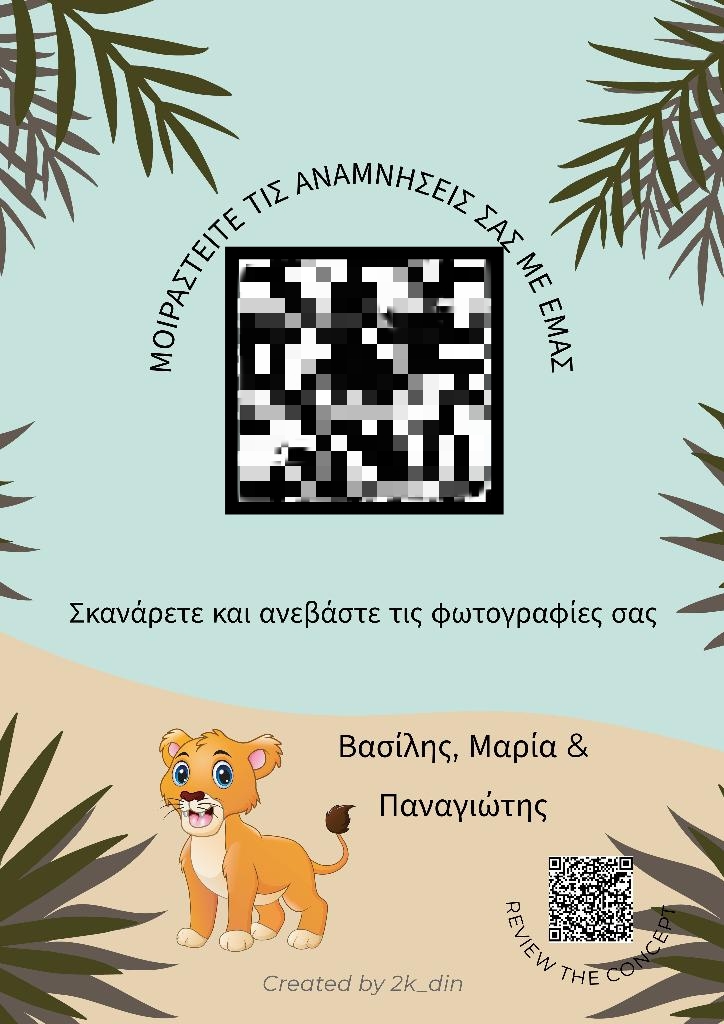 ΜΟΙΡΑΣΤΕΙΤΕ ΤΙΣ ΑΝΑΜΝΗΣΕΙΣ ΣΑΣ ΜΕ ΕΜΑΣ
Σκανάρετε και ανεβάστε τις φωτογραφίες σας
Βασίλης, Μαρία &
Παναγιώτης
REVIEW THE CONCEPT
Created by 2k_din